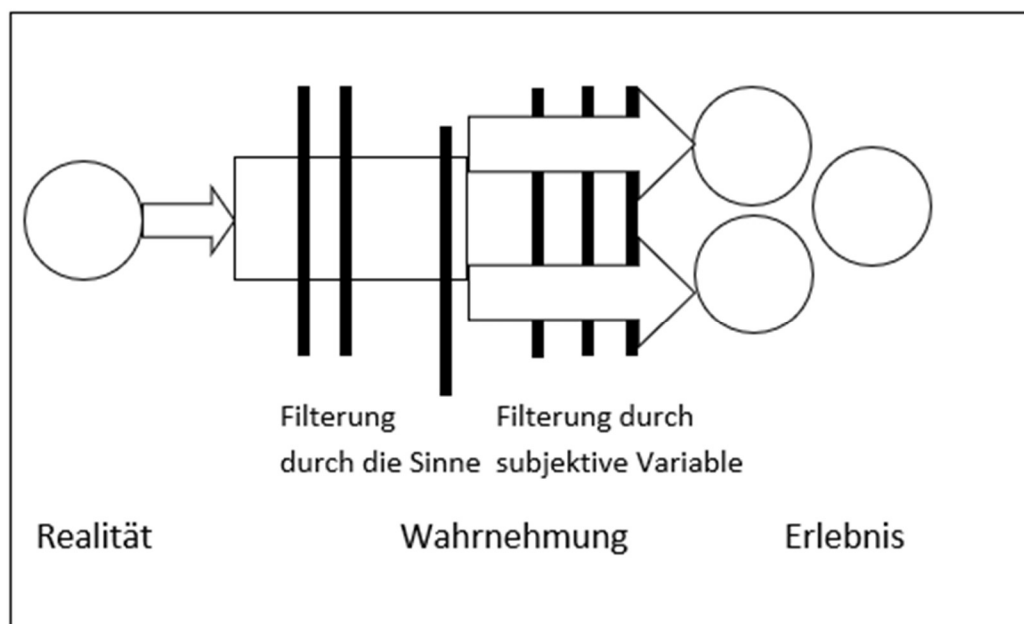 Filterung
durch die Sinne
Filterung durch
subjektive Variable
Realität
Wahrnehmung
Erlebnis